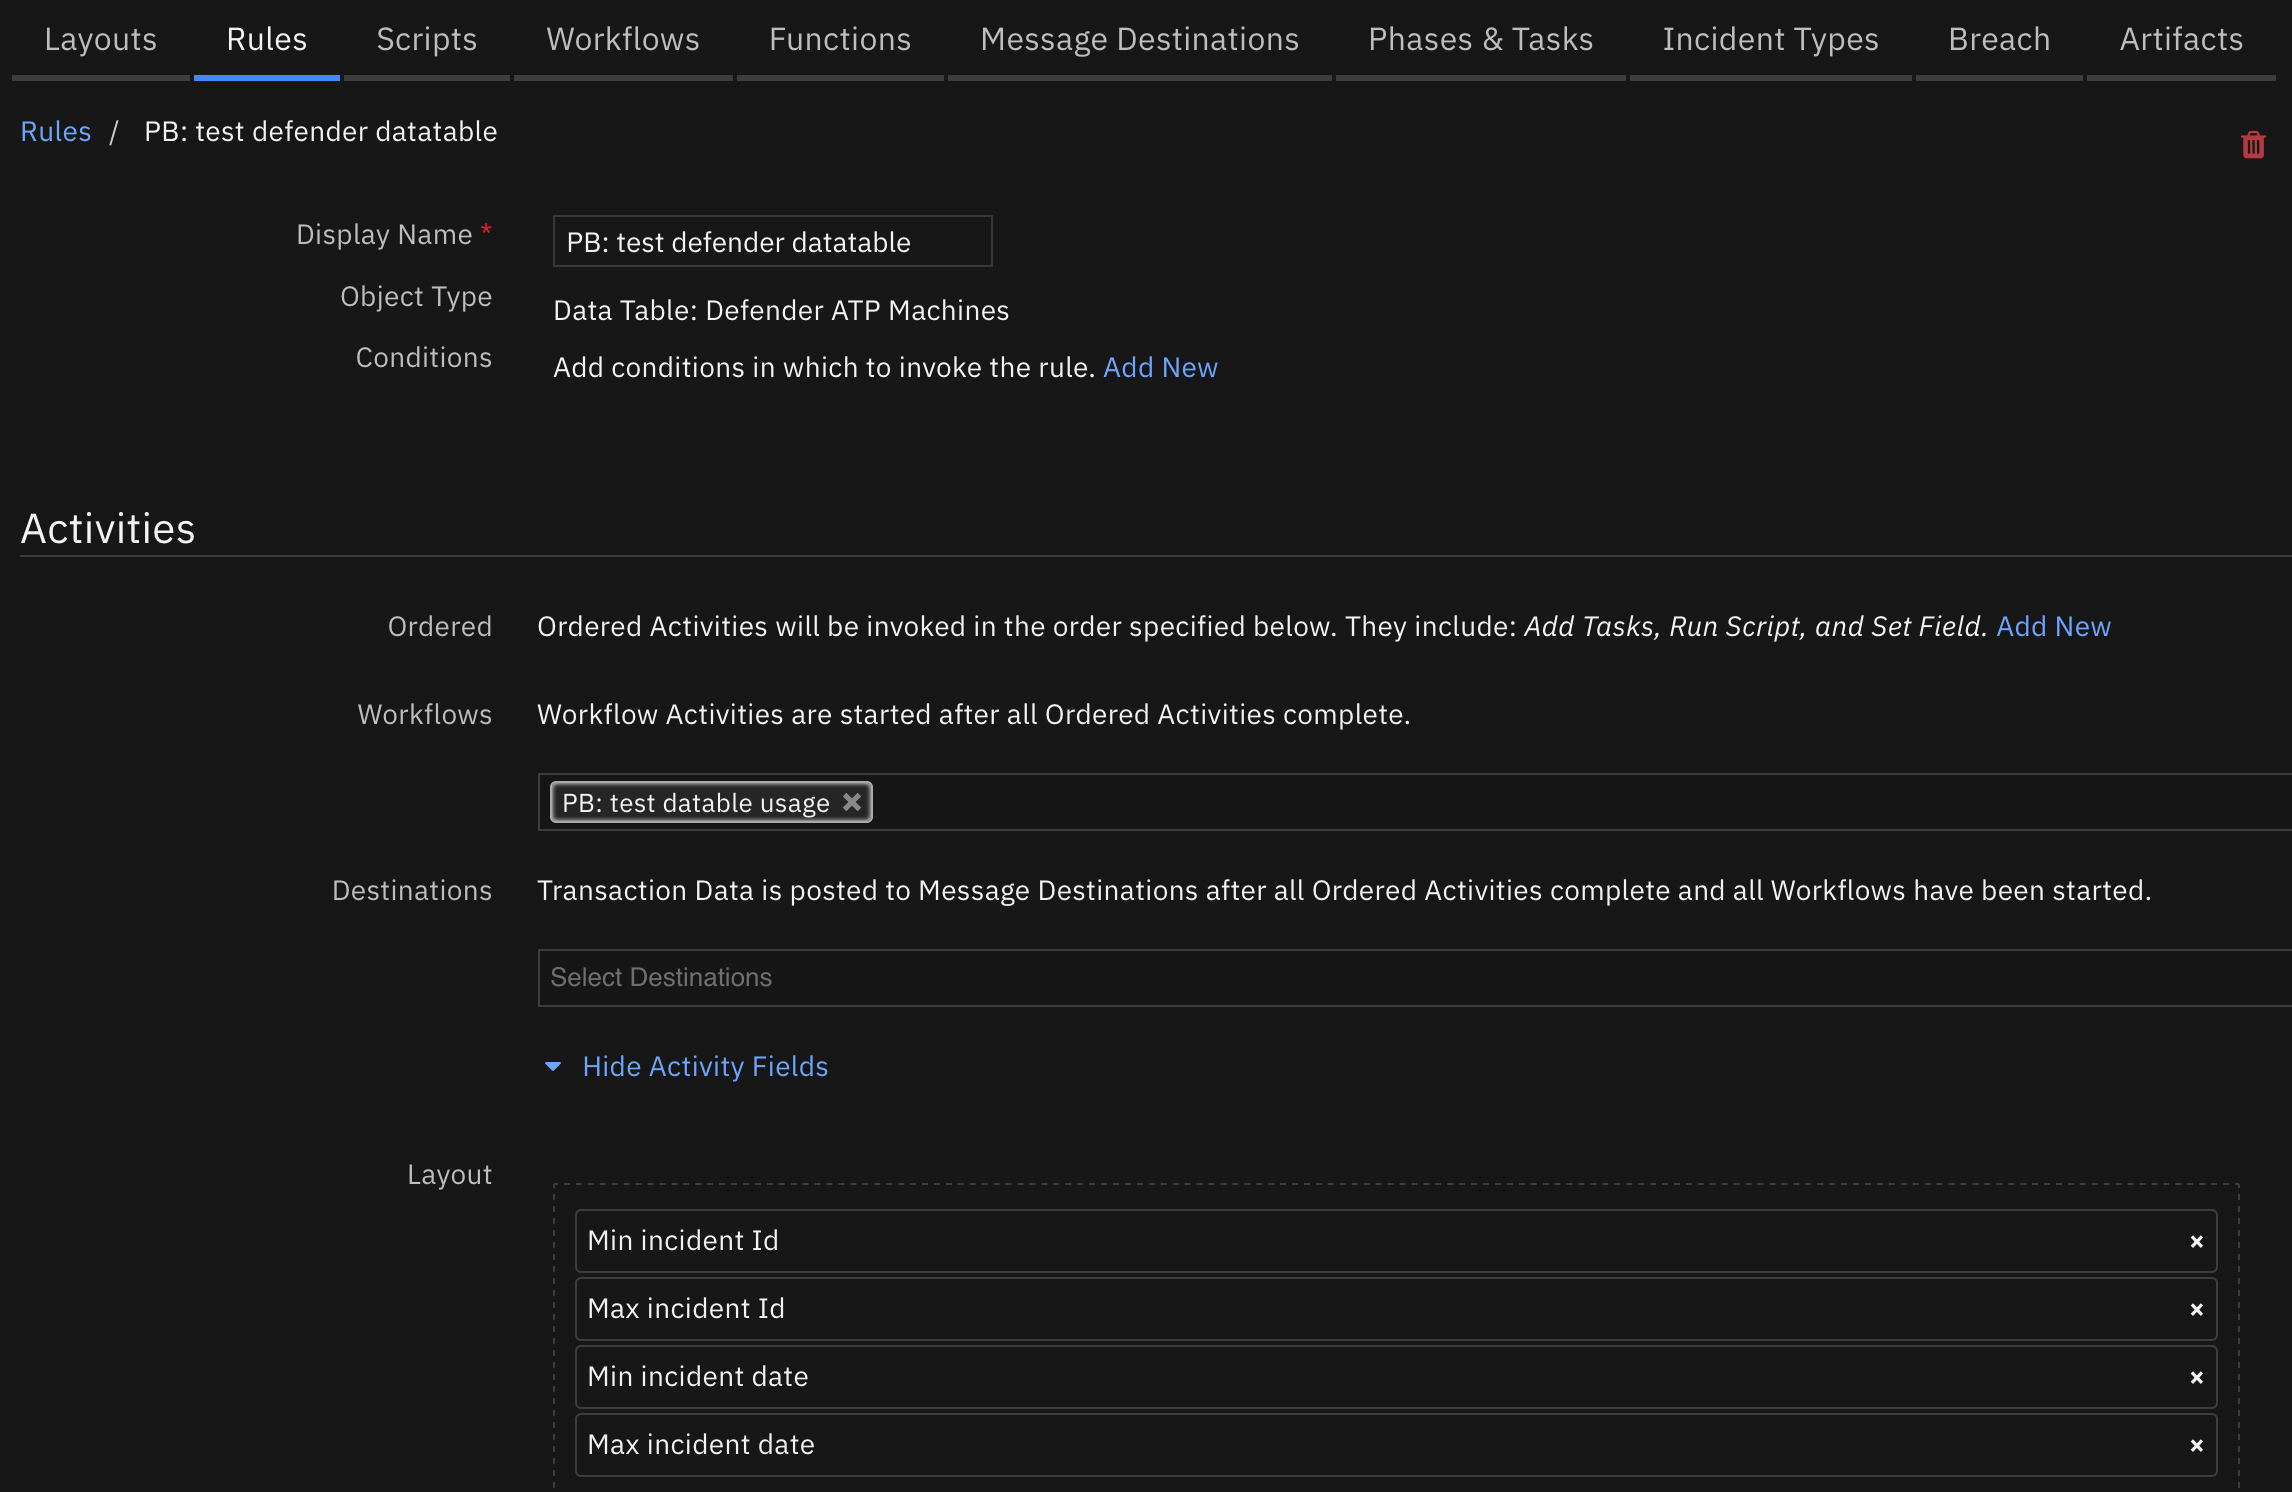 Layouts Rules Scripts Workflows Functions Message Destinations Phases & Tasks Incident Types Breach Artifacts
Rules / PB: test defender datatable
Display Name * PB: test defender datatable
Object Type Data Table: Defender ATP Machines
Conditions Add conditions in which to invoke the rule. Add New
Activities
Ordered Ordered Activities will be invoked in the order specified below. They include: Add Tasks, Run Script, and Set Field. Add New
Workflows Workflow Activities are started after all Ordered Activities complete.
PB: test datable usage
Destinations Transaction Data is posted to Message Destinations after all Ordered Activities complete and all Workflows have been started.
Select Destinations
Hide Activity Fields
Layout
Min incident Id
Max incident Id
Min incident date
Max incident date